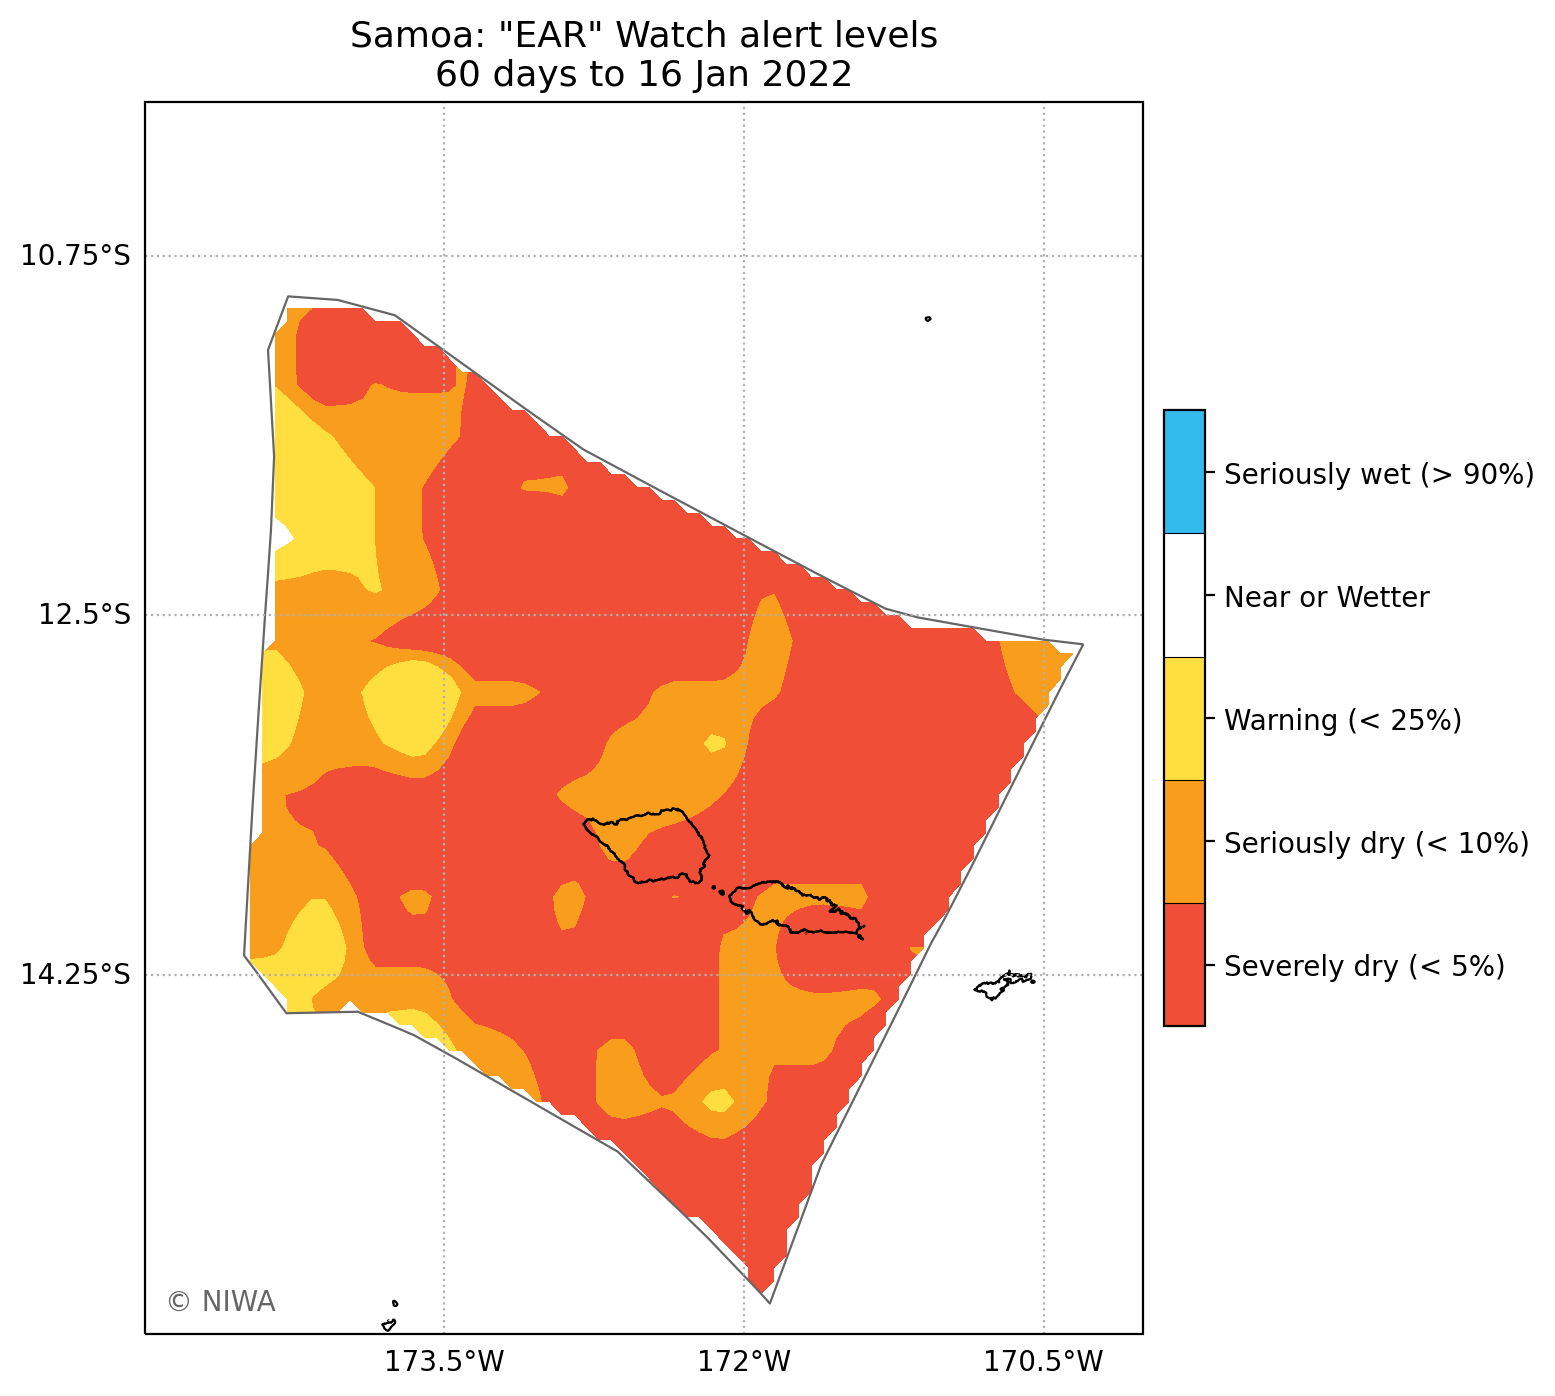 Samoa: "EAR" Watch alert levels
60 days to 16 Jan 2022
10.75°S
12.5°S
14.25°S
173.5°W
172°W
170.5°W
Seriously wet (> 90%)
Near or Wetter
Warning (< 25%)
Seriously dry (< 10%)
Severely dry (< 5%)
© NIWA